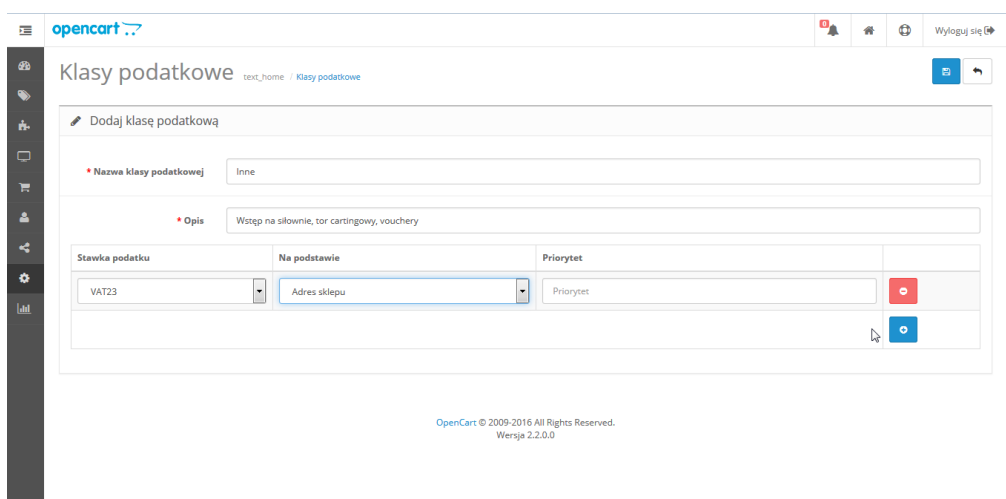 opencart
0
Wyloguj się
Klasy podatkowe text_home / Klasy podatkowe
Dodaj klasę podatkową
* Nazwa klasy podatkowej Inne
* Opis Wstęp na siłownie, tor cartingowy, vouchery
Stawka podatku Na podstawie Priorytet
VAT23 Adres sklepu Priorytet
OpenCart © 2009-2016 All Rights Reserved.
Wersja 2.2.0.0